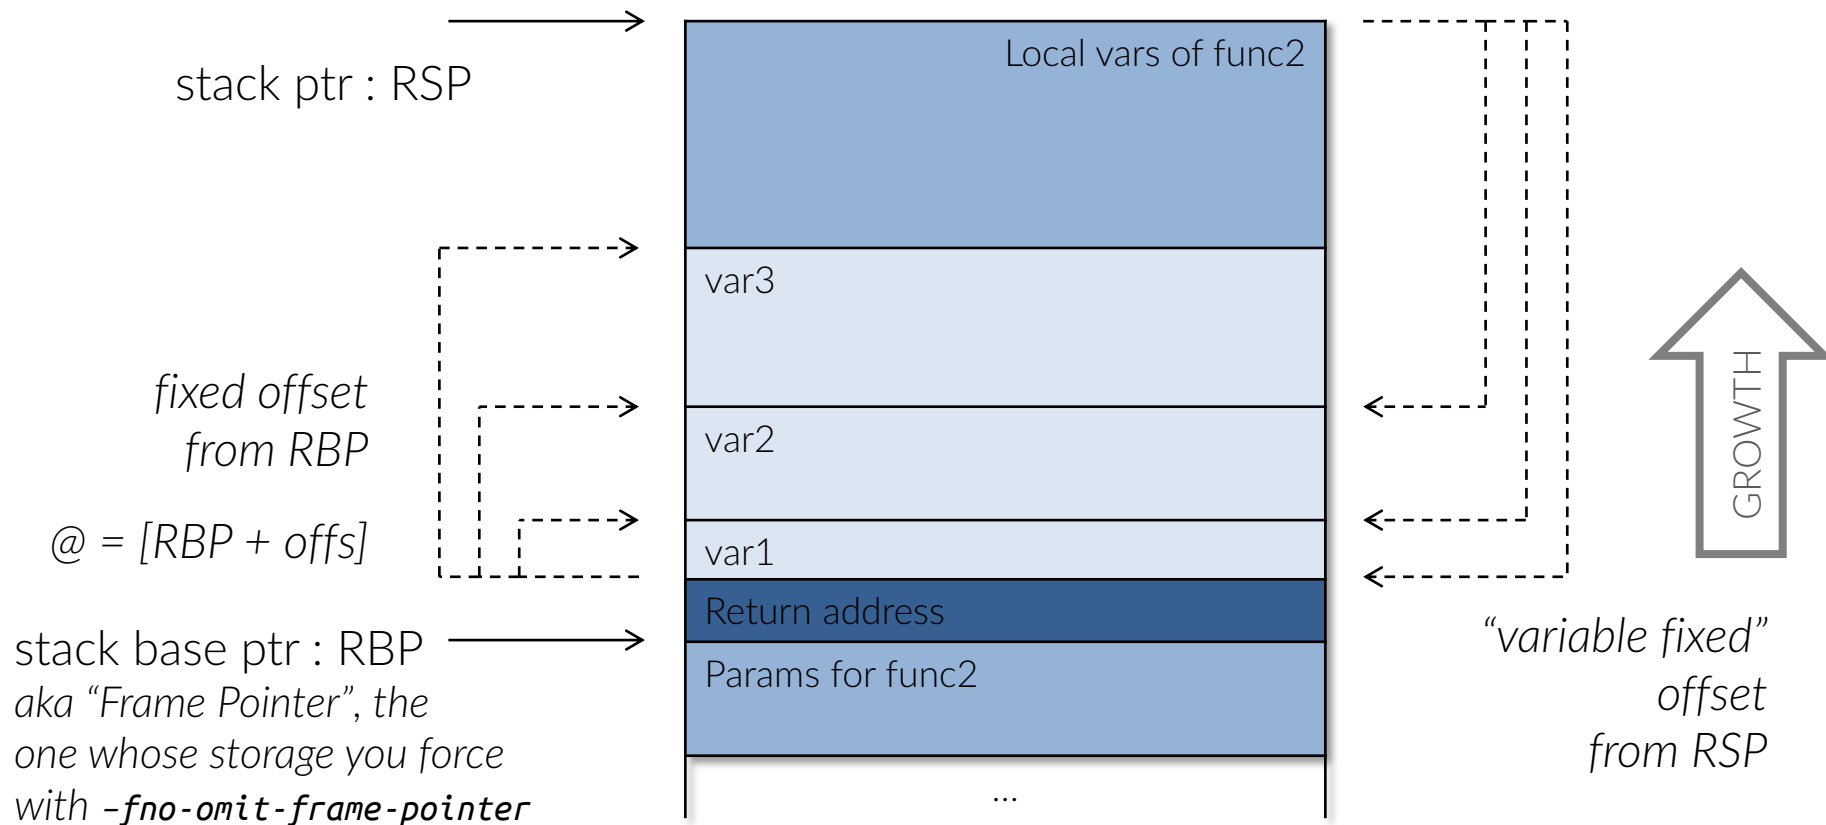 Local vars of func2
stack ptr : RSP
var3
fixed offset
from RBP
var2
GROWTH
@ = [RBP + offs]
var1
Return address
stack base ptr : RBP
aka “Frame Pointer”, the
one whose storage you force
with –fno-omit-frame-pointer
Params for func2
“variable fixed”
offset
from RSP
...